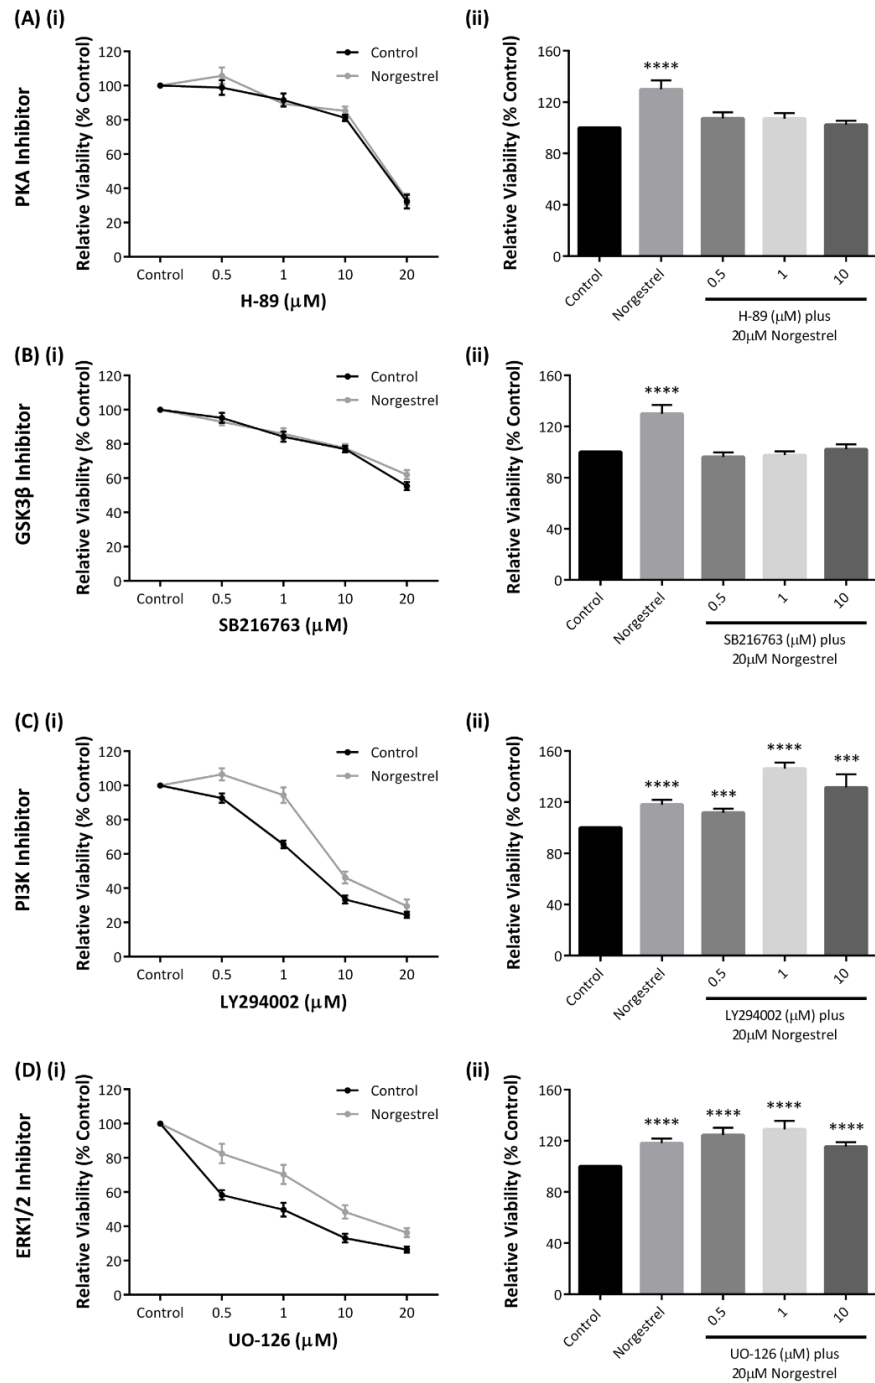 (A) (i)
PKA Inhibitor
Relative Viability (% Control)
120
100
80
60
40
20
0
Control
Norgestrel
Control 0.5 1 10 20
H-89 (μM)
(ii)
Relative Viability (% Control)
160
120
80
40
0
****
Control Norgestrel 0.5 1 10
H-89 (μM) plus
20μM Norgestrel
(B) (i)
GSK3β Inhibitor
Relative Viability (% Control)
120
100
80
60
40
20
0
Control
Norgestrel
Control 0.5 1 10 20
SB216763 (μM)
(ii)
Relative Viability (% Control)
160
120
80
40
0
****
Control Norgestrel 0.5 1 10
SB216763 (μM) plus
20μM Norgestrel
(C) (i)
PI3K Inhibitor
Relative Viability (% Control)
120
100
80
60
40
20
0
Control
Norgestrel
Control 0.5 1 10 20
LY294002 (μM)
(ii)
Relative Viability (% Control)
160
120
80
40
0
**** *** **** ***
Control Norgestrel 0.5 1 10
LY294002 (μM) plus
20μM Norgestrel
(D) (i)
ERK1/2 Inhibitor
Relative Viability (% Control)
120
100
80
60
40
20
0
Control
Norgestrel
Control 0.5 1 10 20
UO-126 (μM)
(ii)
Relative Viability (% Control)
160
120
80
40
0
**** **** **** ****
Control Norgestrel 0.5 1 10
UO-126 (μM) plus
20μM Norgestrel